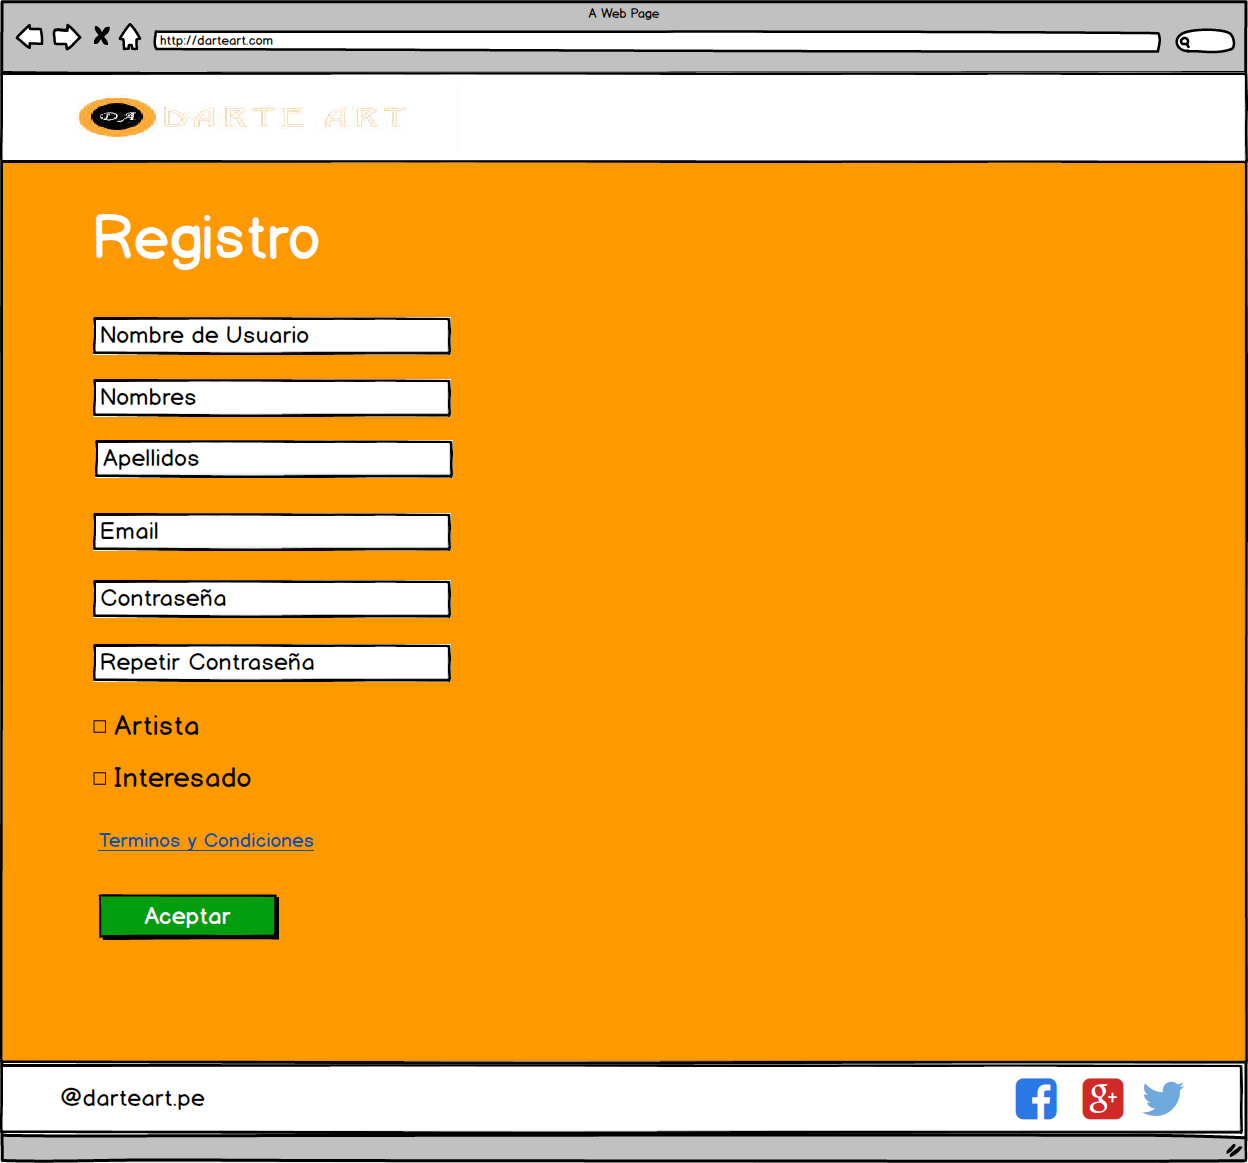 A Web Page
http://darteart.com
DA DARTE ART
Registro
Nombre de Usuario
Nombres
Apellidos
Email
Contraseña
Repetir Contraseña
Artista
Interesado
Terminos y Condiciones
Aceptar
@darteart.pe
f g+